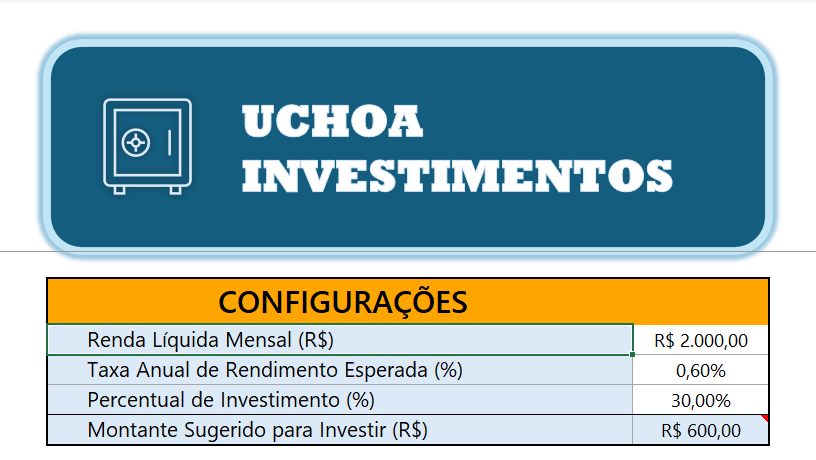 UCHOA
INVESTIMENTOS
CONFIGURAÇÕES
Renda Líquida Mensal (R$) R$ 2.000,00
Taxa Anual de Rendimento Esperada (%) 0,60%
Percentual de Investimento (%) 30,00%
Montante Sugerido para Investir (R$) R$ 600,00